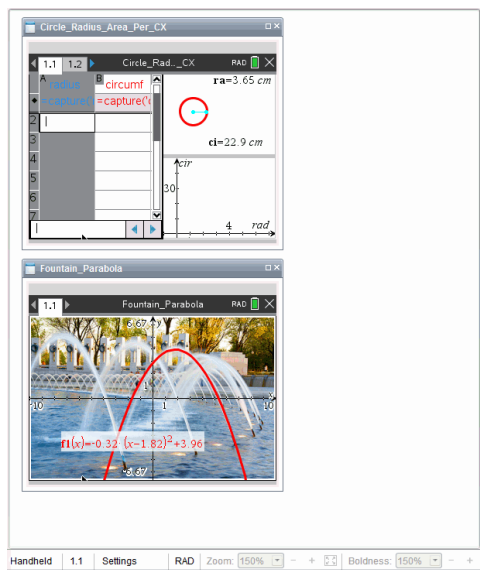 Circle_Radius_Area_Per_CX
1.1 1.2 Circle_Rad..._CX RAD
A radius B circumf
=capture(' =capture('c
2
3
4
5
6
7
ra=3.65 cm
ci=22.9 cm
cir
30
4 rad
Fountain_Parabola
1.1 Fountain_Parabola RAD
6.67 y
1
-10 1 10
f1(x)=-0.32·(x-1.82)²+3.96
-6.67
Handheld 1.1 Settings RAD Zoom: 150% - + Boldness: 150% - +